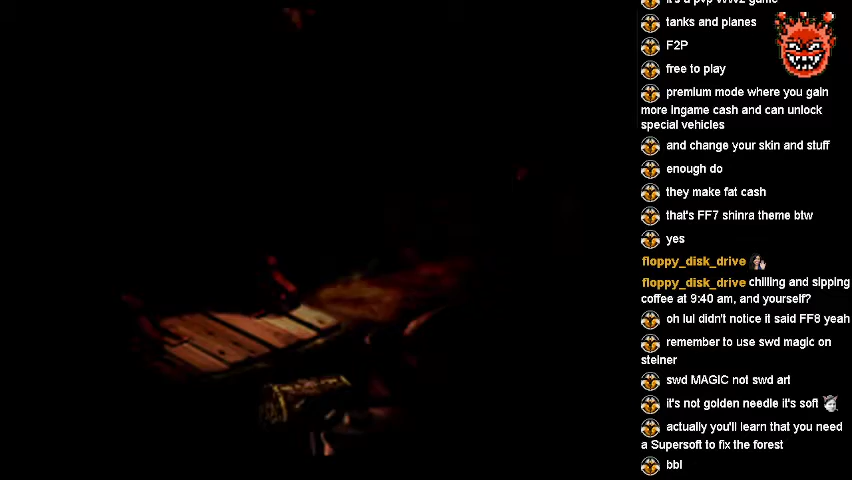 it's a pvp WW2 game
tanks and planes
F2P
free to play
premium mode where you gain
more ingame cash and can unlock
special vehicles
and change your skin and stuff
enough do
they make fat cash
that's FF7 shinra theme btw
yes
floppy_disk_drive
floppy_disk_drive chilling and sipping
coffee at 9:40 am, and yourself?
oh lul didn't notice it said FF8 yeah
remember to use swd magic on
steiner
swd MAGIC not swd art
it's not golden needle it's soft
actually you'll learn that you need
a Supersoft to fix the forest
bbl